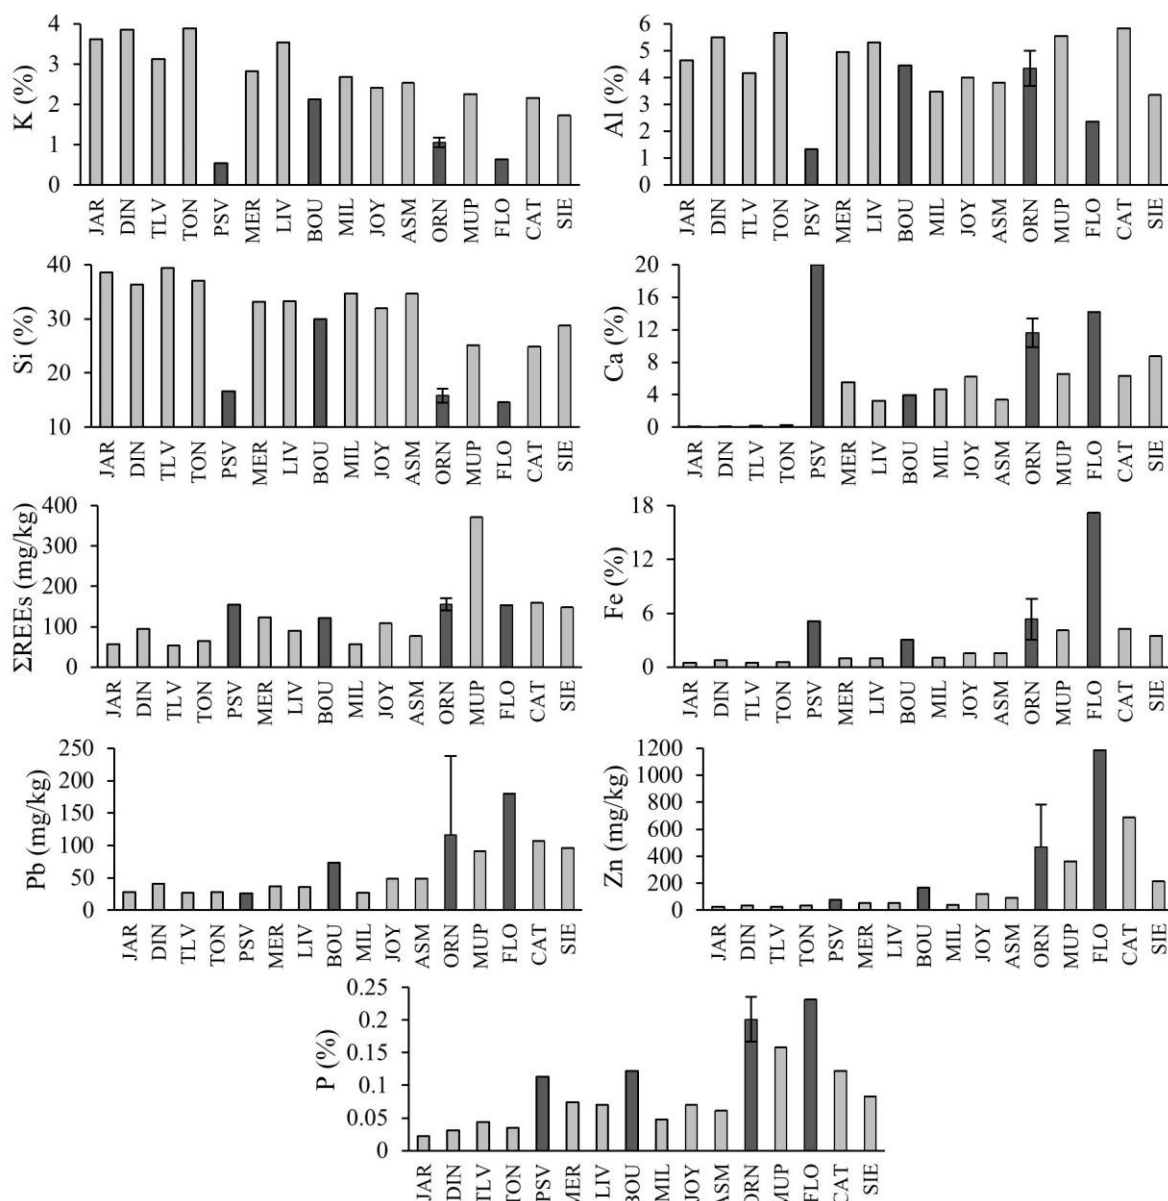 K (%)
4
3
2
1
0
JAR DIN TLV TON PSV MER LIV BOU MIL JOY ASM ORN MUP FLO CAT SIE
Al (%)
6
5
4
3
2
1
0
JAR DIN TLV TON PSV MER LIV BOU MIL JOY ASM ORN MUP FLO CAT SIE
Si (%)
40
30
20
10
JAR DIN TLV TON PSV MER LIV BOU MIL JOY ASM ORN MUP FLO CAT SIE
Ca (%)
20
16
12
8
4
0
JAR DIN TLV TON PSV MER LIV BOU MIL JOY ASM ORN MUP FLO CAT SIE
ΣREEs (mg/kg)
400
300
200
100
0
JAR DIN TLV TON PSV MER LIV BOU MIL JOY ASM ORN MUP FLO CAT SIE
Fe (%)
18
12
6
0
JAR DIN TLV TON PSV MER LIV BOU MIL JOY ASM ORN MUP FLO CAT SIE
Pb (mg/kg)
250
200
150
100
50
0
JAR DIN TLV TON PSV MER LIV BOU MIL JOY ASM ORN MUP FLO CAT SIE
Zn (mg/kg)
1200
1000
800
600
400
200
0
JAR DIN TLV TON PSV MER LIV BOU MIL JOY ASM ORN MUP FLO CAT SIE
P (%)
0.25
0.2
0.15
0.1
0.05
0
JAR DIN TLV TON PSV MER LIV BOU MIL JOY ASM ORN MUP FLO CAT SIE